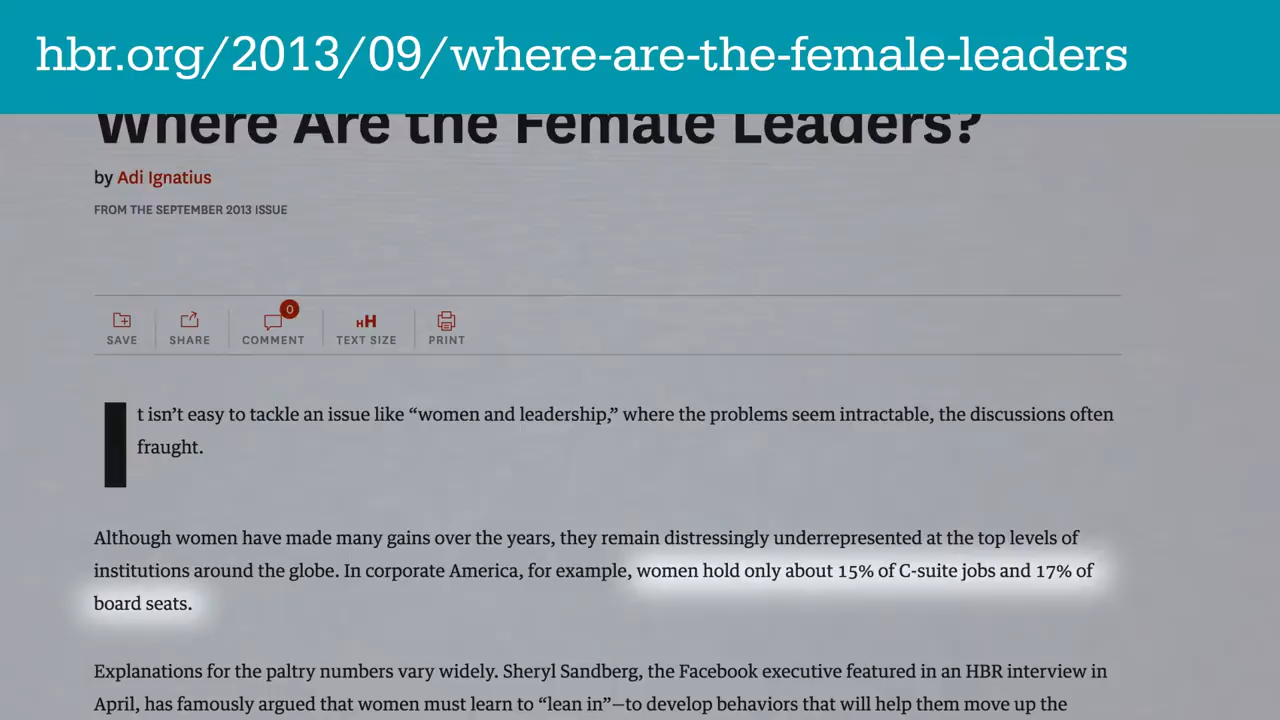 hbr.org/2013/09/where-are-the-female-leaders
Where Are the Female Leaders?
by Adi Ignatius
FROM THE SEPTEMBER 2013 ISSUE
0
SAVE SHARE COMMENT HH TEXT SIZE PRINT
It isn’t easy to tackle an issue like “women and leadership,” where the problems seem intractable, the discussions often
fraught.
Although women have made many gains over the years, they remain distressingly underrepresented at the top levels of
institutions around the globe. In corporate America, for example, women hold only about 15% of C-suite jobs and 17% of
board seats.
Explanations for the paltry numbers vary widely. Sheryl Sandberg, the Facebook executive featured in an HBR interview in
April, has famously argued that women must learn to “lean in”—to develop behaviors that will help them move up the